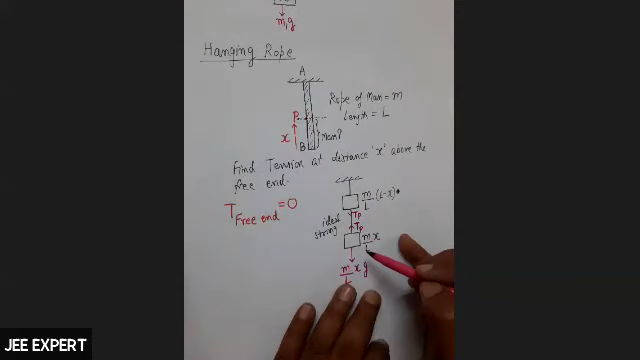 m₁g
Hanging Rope
A
Rope of Mass = m
Length = L
P
x
Mass?
B
Find Tension at distance 'x' above the
free end.
T Free end = 0
m/L (L-x)
Tp
ideal
string
Tp
m/L x
m/L x g
JEE EXPERT